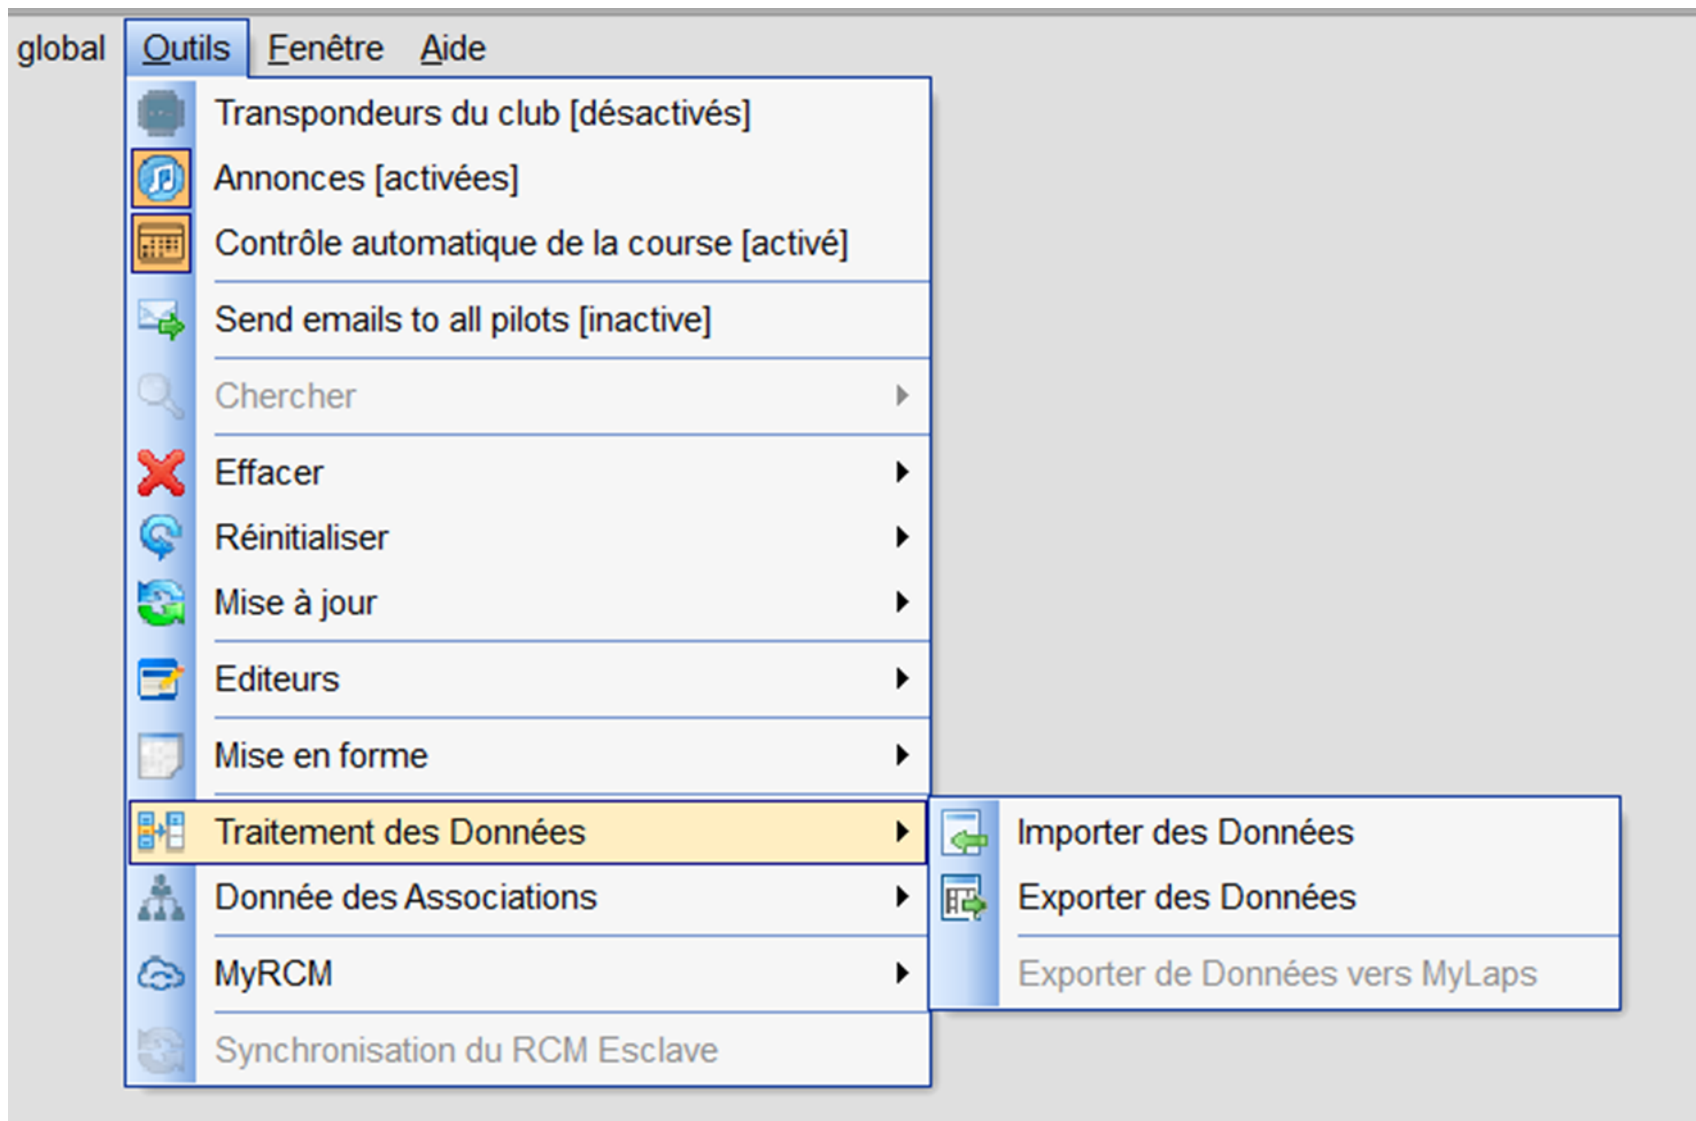 global Outils Fenêtre Aide
Transpondeurs du club [désactivés]
Annonces [activées]
Contrôle automatique de la course [activé]
Send emails to all pilots [inactive]
Chercher
Effacer
Réinitialiser
Mise à jour
Editeurs
Mise en forme
Traitement des Données
Importer des Données
Donnée des Associations
Exporter des Données
MyRCM
Exporter de Données vers MyLaps
Synchronisation du RCM Esclave